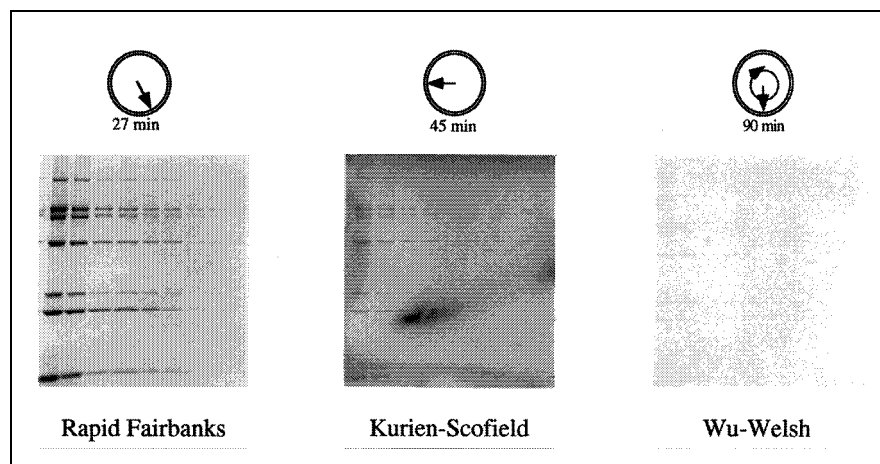 27 min
45 min
90 min
Rapid Fairbanks
Kurien-Scofield
Wu-Welsh